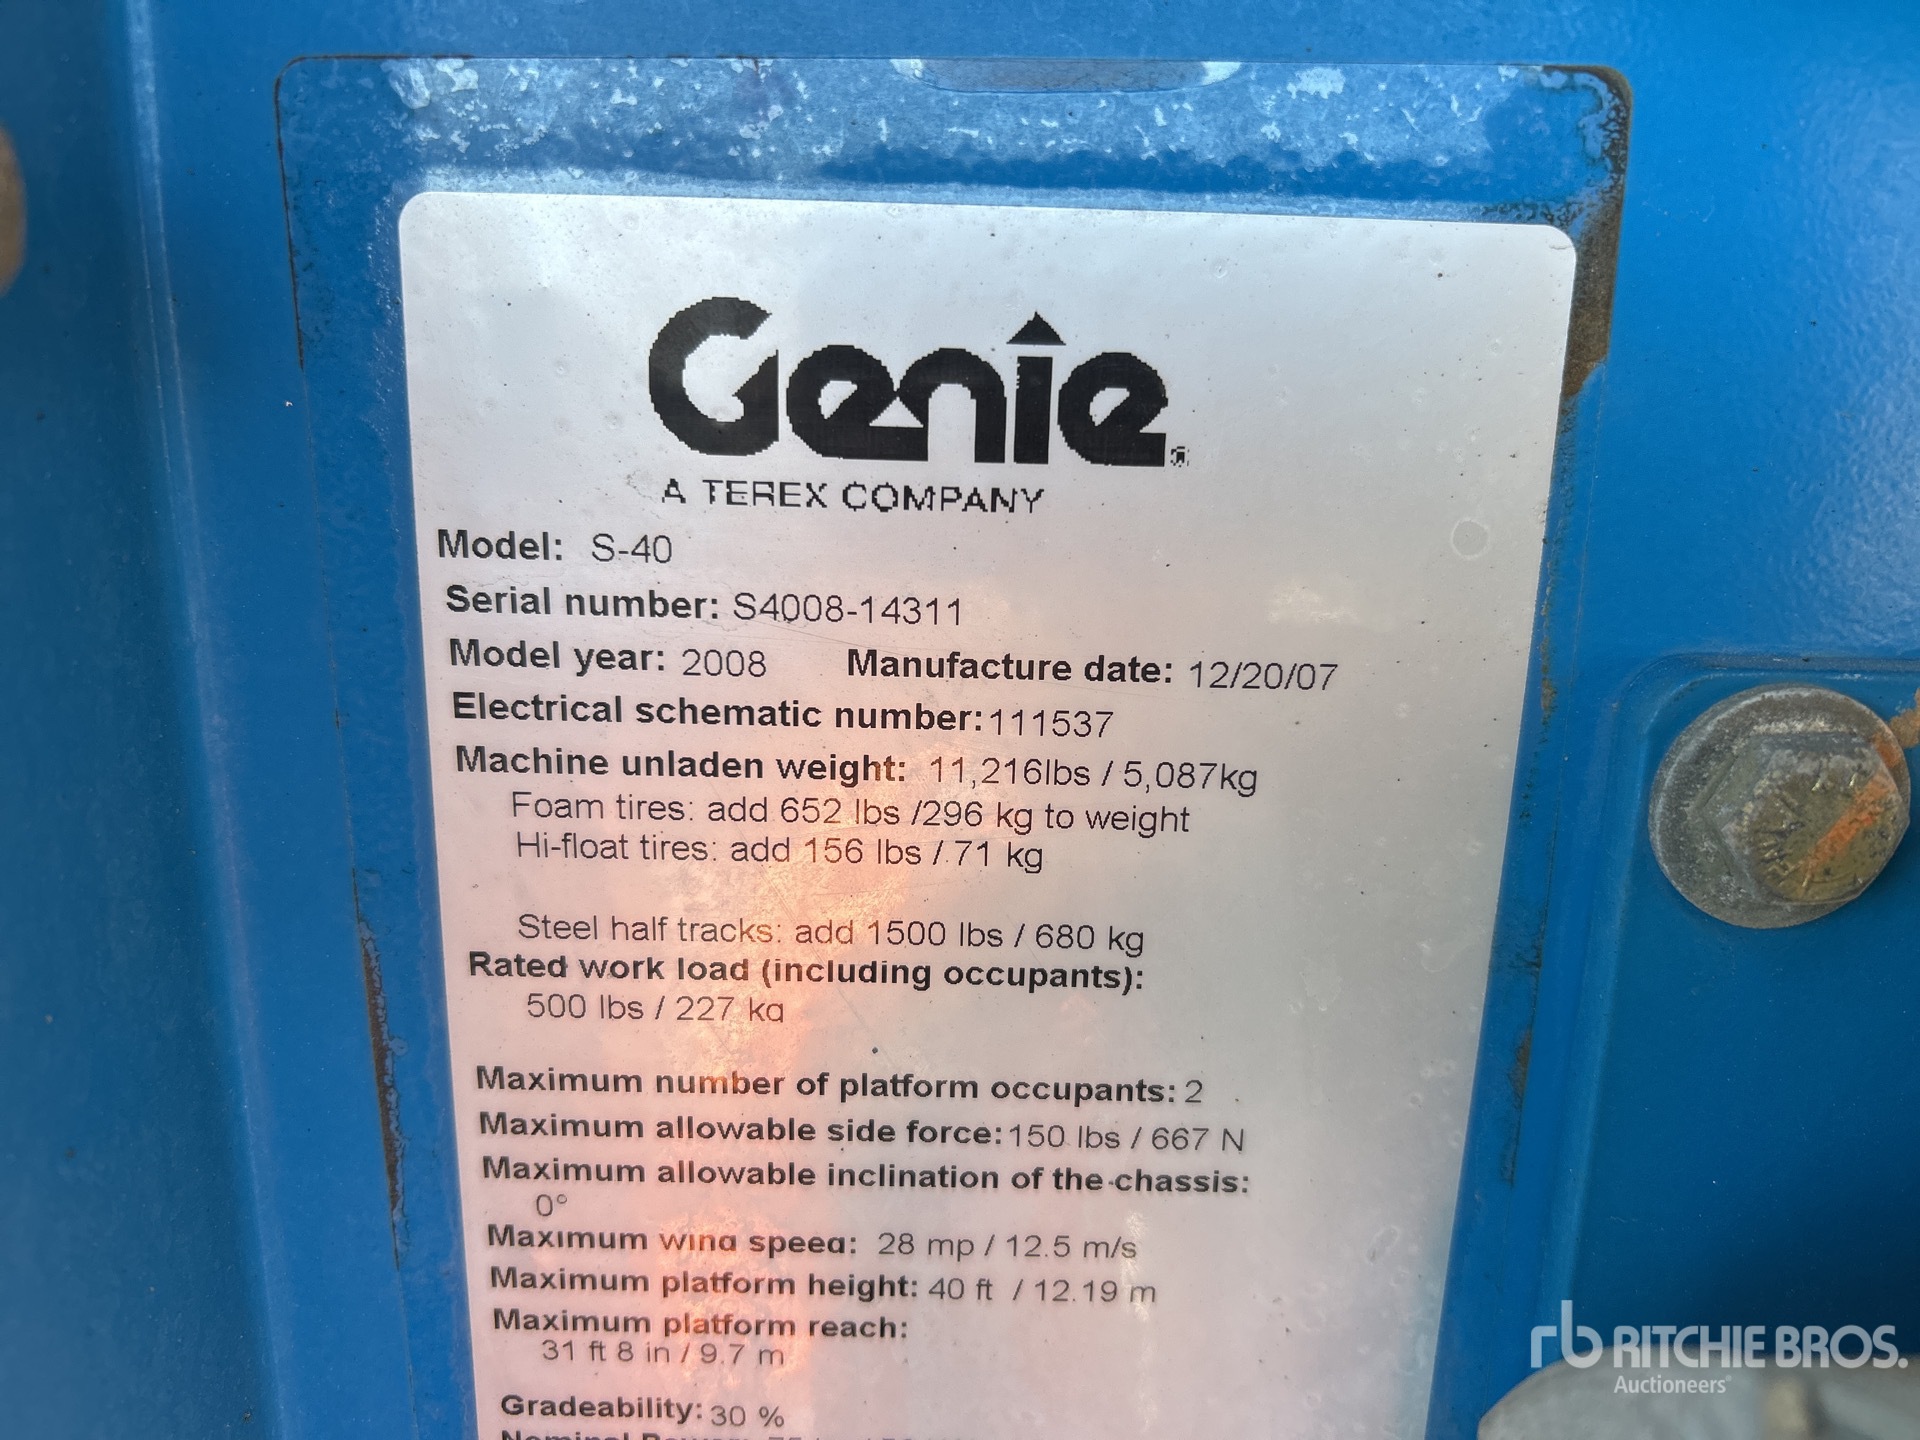 Genie
A TEREX COMPANY
Model: S-40
Serial number: S4008-14311
Model year: 2008 Manufacture date: 12/20/07
Electrical schematic number: 111537
Machine unladen weight: 11,216lbs / 5,087kg
Foam tires: add 652 lbs /296 kg to weight
Hi-float tires: add 156 lbs / 71 kg
Steel half tracks: add 1500 lbs / 680 kg
Rated work load (including occupants):
500 lbs / 227 kg
Maximum number of platform occupants: 2
Maximum allowable side force: 150 lbs / 667 N
Maximum allowable inclination of the chassis:
0°
Maximum wind speed: 28 mp / 12.5 m/s
Maximum platform height: 40 ft / 12.19 m
Maximum platform reach:
31 ft 8 in / 9.7 m
Gradeability: 30 %
rb RITCHIE BROS.
Auctioneers